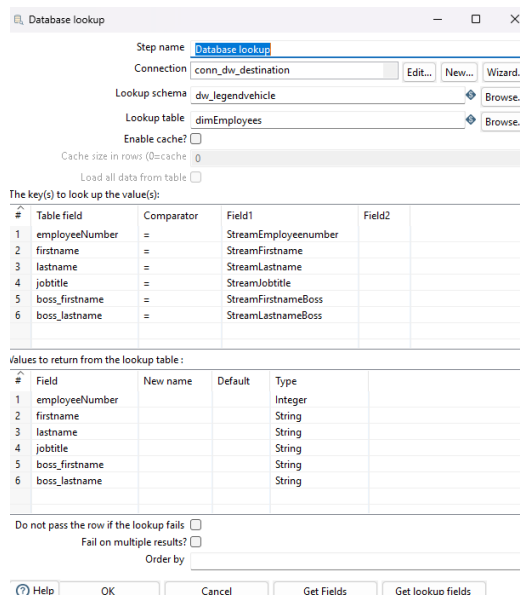 Database lookup
Step name Database lookup
Connection conn_dw_destination Edit... New... Wizard.
Lookup schema dw_legendvehicle Browse.
Lookup table dimEmployees Browse.
Enable cache?
Cache size in rows (0=cache 0
Load all data from table
The key(s) to look up the value(s):
# Table field Comparator Field1 Field2
1 employeeNumber = StreamEmployeenumber
2 firstname = StreamFirstname
3 lastname = StreamLastname
4 jobtitle = StreamJobtitle
5 boss_firstname = StreamFirstnameBoss
6 boss_lastname = StreamLastnameBoss
Values to return from the lookup table :
# Field New name Default Type
1 employeeNumber Integer
2 firstname String
3 lastname String
4 jobtitle String
5 boss_firstname String
6 boss_lastname String
Do not pass the row if the lookup fails
Fail on multiple results?
Order by
? Help OK Cancel Get Fields Get lookup fields